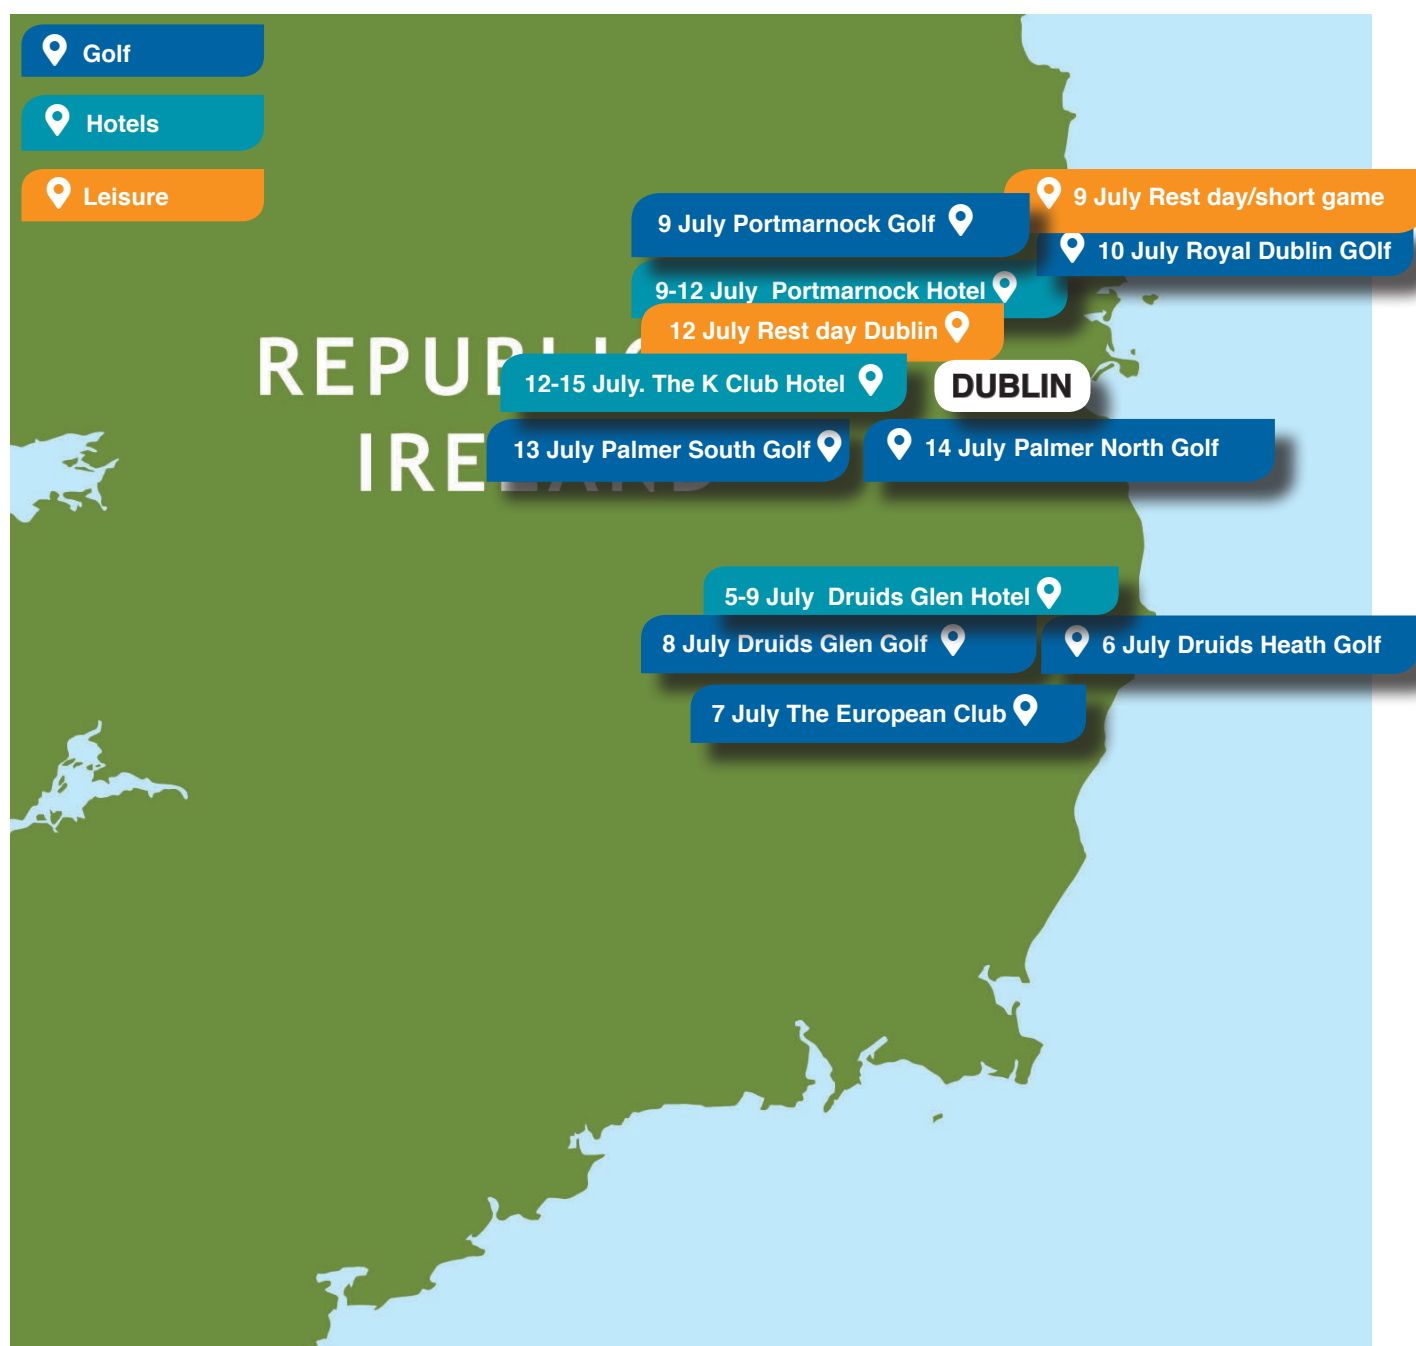 Golf
Hotels
Leisure
9 July Rest day/short game
9 July Portmarnock Golf
10 July Royal Dublin GOlf
9-12 July Portmarnock Hotel
12 July Rest day Dublin
REPUBLIC
12-15 July. The K Club Hotel
DUBLIN
IRELAND
13 July Palmer South Golf
14 July Palmer North Golf
5-9 July Druids Glen Hotel
8 July Druids Glen Golf
6 July Druids Heath Golf
7 July The European Club